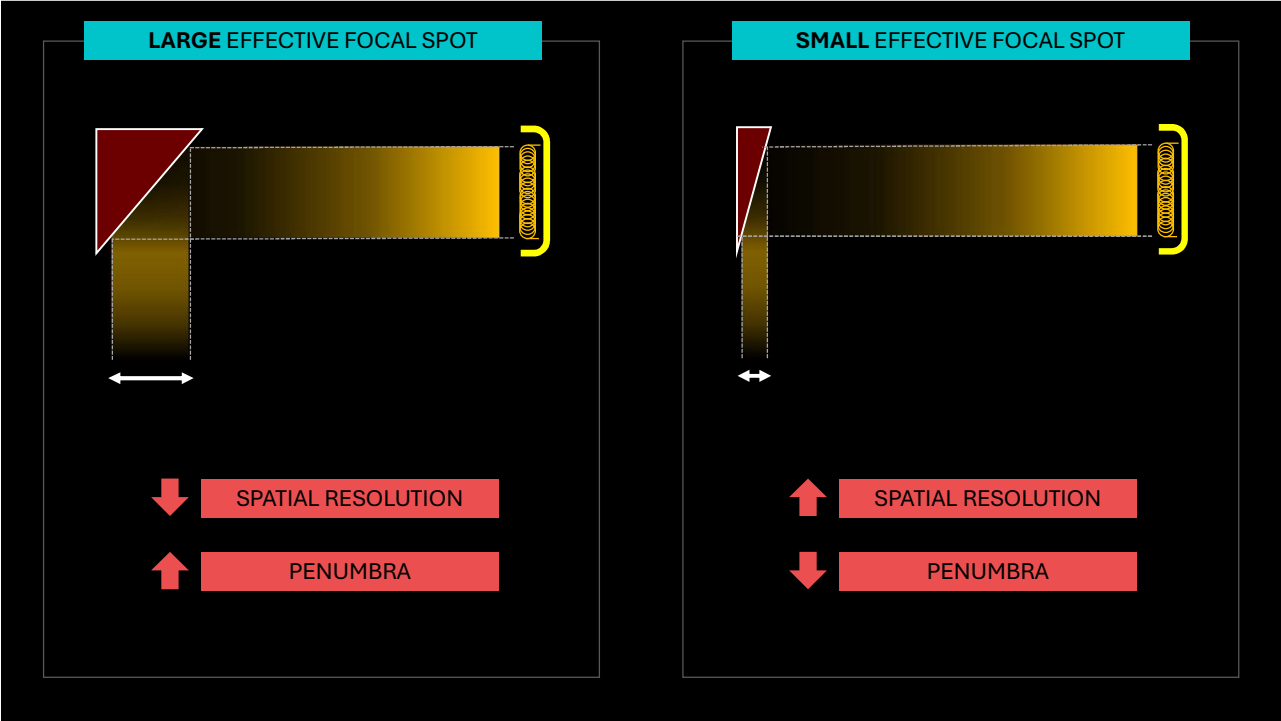 LARGE EFFECTIVE FOCAL SPOT
SPATIAL RESOLUTION
PENUMBRA
SMALL EFFECTIVE FOCAL SPOT
SPATIAL RESOLUTION
PENUMBRA